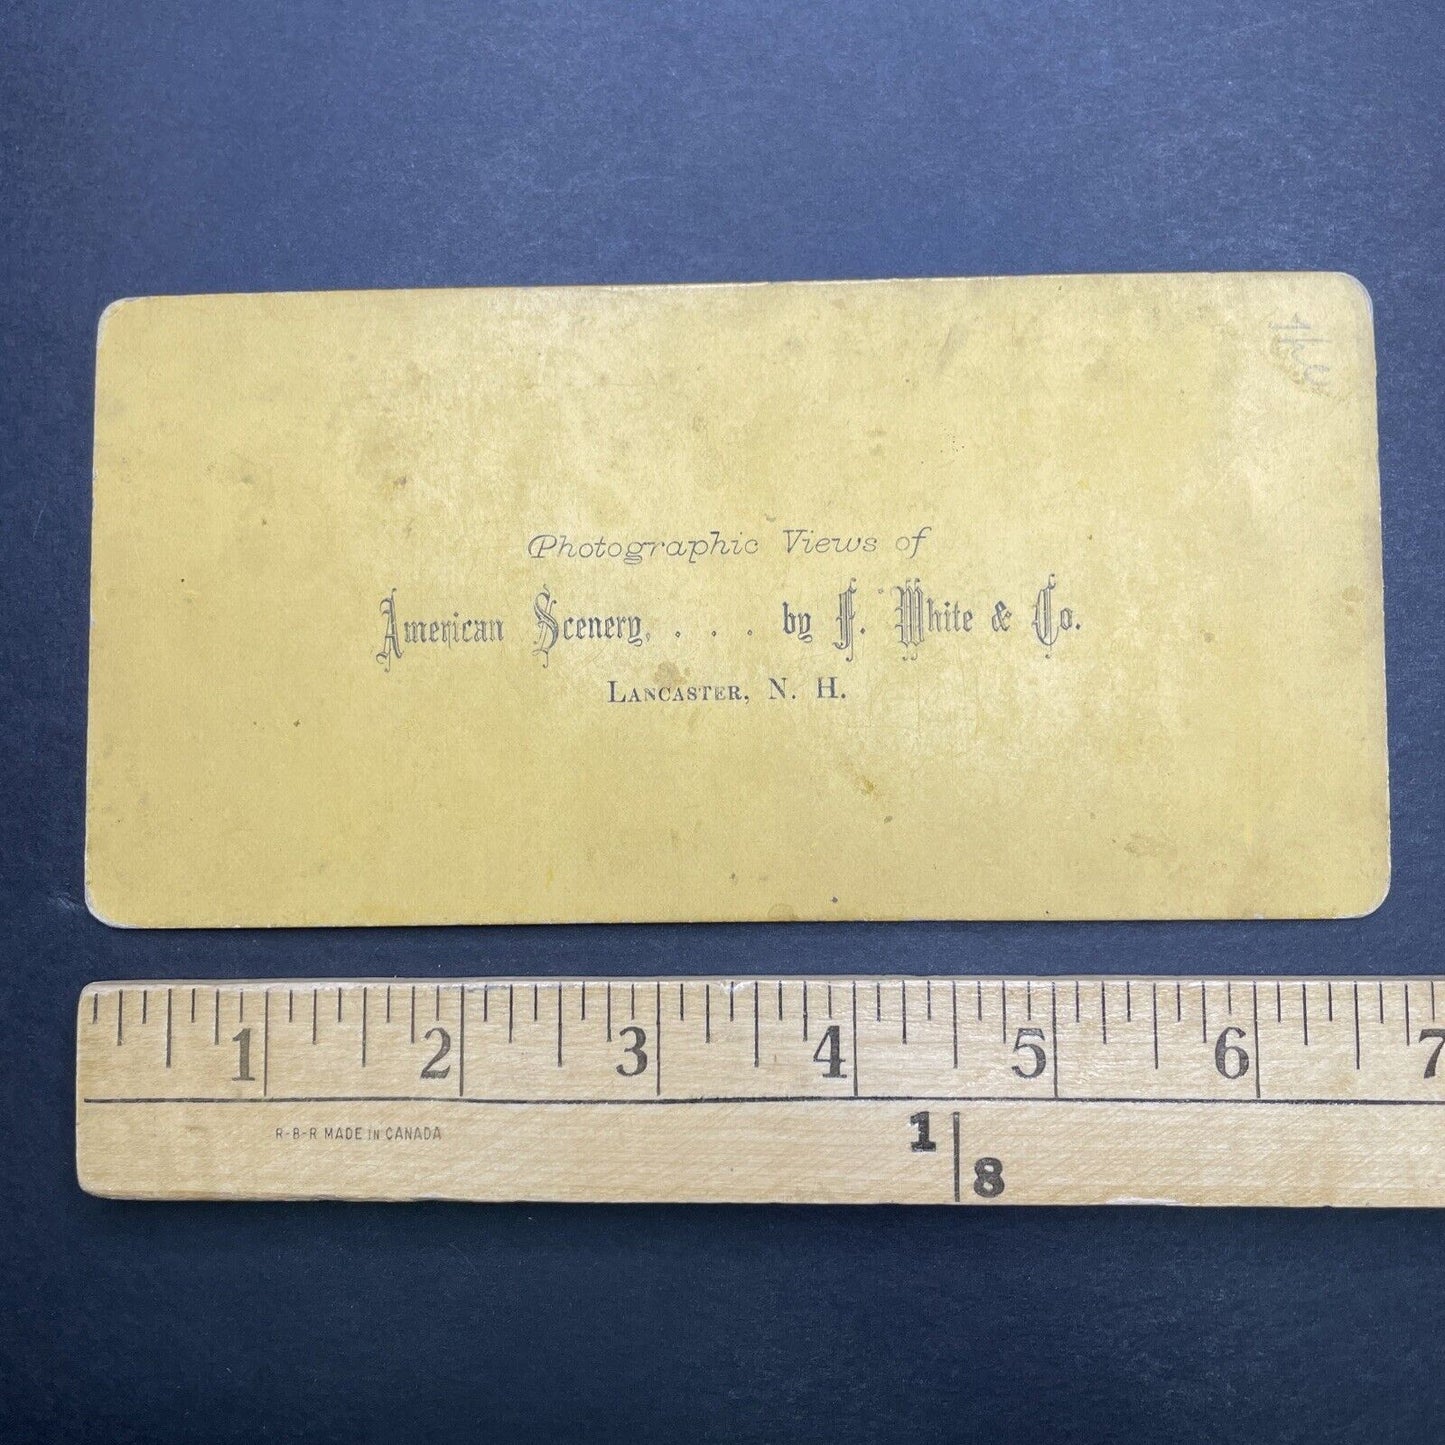 Photographic Views of
American Scenery, . . . by F. White & Co.
Lancaster, N. H.
1 2 3 4 5 6 7
R-B-R MADE IN CANADA
1
8